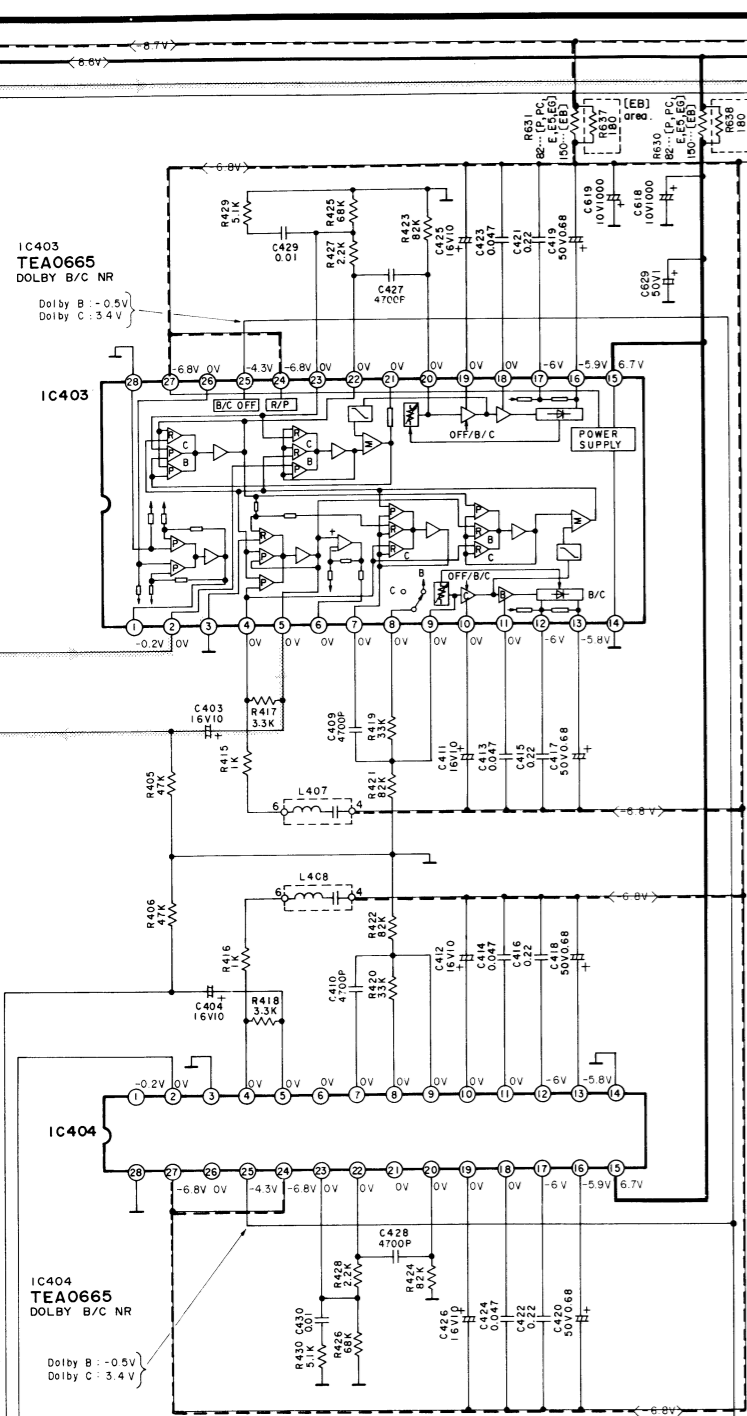 -8.7V
8.6V
R631
82...[P, PC,
E, E5, EG]
150...[EB]
R637
180
[EB]
area.
R630
82...[P, PC,
E, E5, EG]
150...[EB]
R638
180
-6.8V
R429
5.1K
C429
0.01
R425
68K
R427
2.2K
C427
4700P
R423
82K
C425
16V10
C423
0.047
C421
0.22
C419
50V0.68
C619
10V1000
C618
10V1000
C629
50V1
IC403
TEA0665
DOLBY B/C NR
Dolby B : -0.5V
Dolby C : 3.4V
IC403
-6.8V 0V -4.3V -6.8V 0V 0V 0V 0V 0V 0V -6V -5.9V 6.7V
28 27 26 25 24 23 22 21 20 19 18 17 16 15
B/C OFF
R/P
OFF/B/C
POWER
SUPPLY
R
P
P
C
B
R
R
P
C
B
M
P
P
R
P
P
+
P
R
R
B
C
P
R
R
B
C
M
C
B
OFF/B/C
C
B
B/C
1 2 3 4 5 6 7 8 9 10 11 12 13 14
-0.2V 0V 0V 0V 0V 0V 0V 0V 0V 0V -6V -5.8V
C403
16V10
R417
3.3K
R415
1K
C409
4700P
R419
33K
R421
82K
C411
16V10
C413
0.047
C415
0.22
C417
50V0.68
R405
47K
L407
6
4
-6.8V
L408
6
4
-6.8V
R406
47K
R416
1K
R422
82K
C410
4700P
R420
33K
C412
16V10
C414
0.047
C416
0.22
C418
50V0.68
C404
16V10
R418
3.3K
-0.2V 0V 0V 0V 0V 0V 0V 0V 0V 0V -6V -5.8V
1 2 3 4 5 6 7 8 9 10 11 12 13 14
IC404
28 27 26 25 24 23 22 21 20 19 18 17 16 15
-6.8V 0V -4.3V -6.8V 0V 0V 0V 0V 0V 0V -6V -5.9V 6.7V
C428
4700P
R428
2.2K
R424
82K
C430
0.01
R430
5.1K
R426
68K
C426
16V10
C424
0.047
C422
0.22
C420
50V0.68
IC404
TEA0665
DOLBY B/C NR
Dolby B : -0.5V
Dolby C : 3.4V
-6.8V